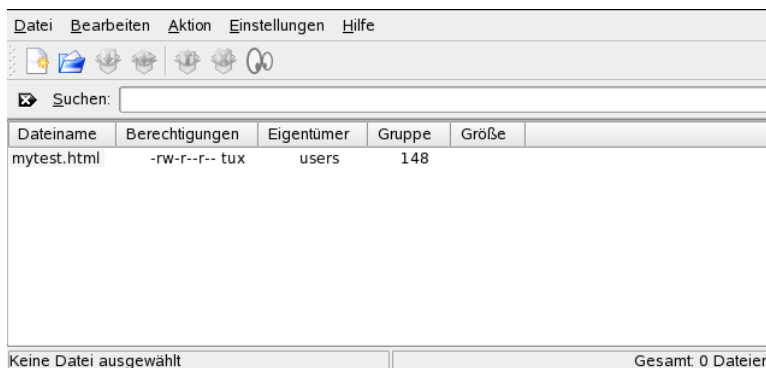 Datei Bearbeiten Aktion Einstellungen Hilfe
Suchen:
Dateiname Berechtigungen Eigentümer Gruppe Größe
mytest.html -rw-r--r-- tux users 148
Keine Datei ausgewählt Gesamt: 0 Dateien